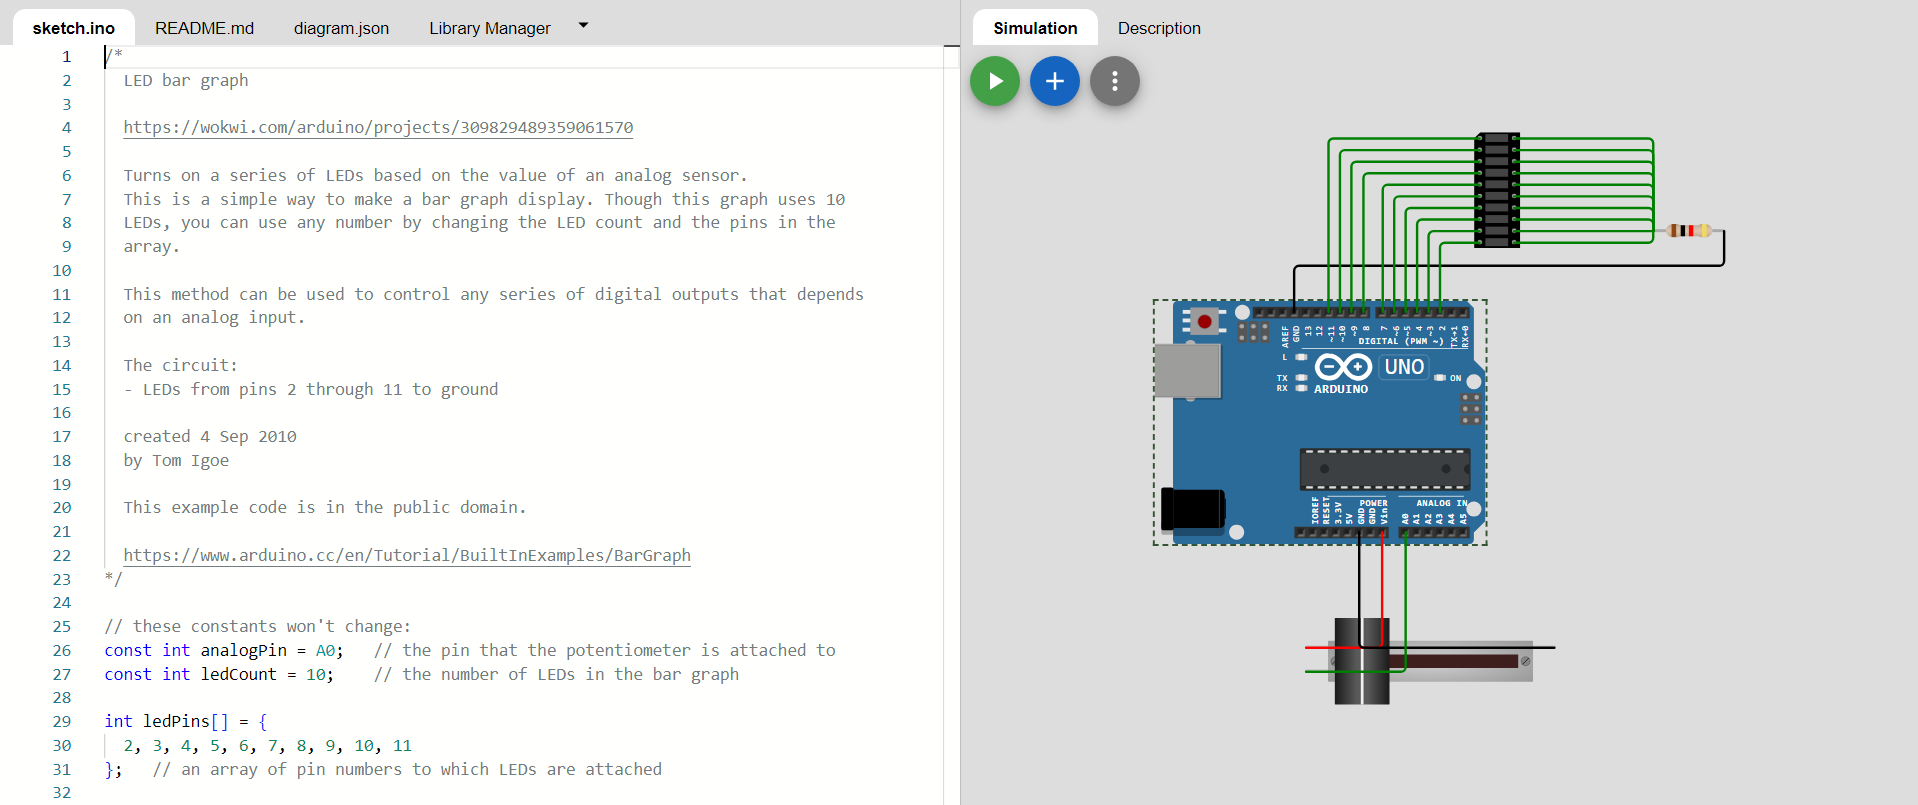 sketch.ino README.md diagram.json Library Manager
1 /*
2 LED bar graph
3
4 https://wokwi.com/arduino/projects/309829489359061570
5
6 Turns on a series of LEDs based on the value of an analog sensor.
7 This is a simple way to make a bar graph display. Though this graph uses 10
8 LEDs, you can use any number by changing the LED count and the pins in the
9 array.
10
11 This method can be used to control any series of digital outputs that depends
12 on an analog input.
13
14 The circuit:
15 - LEDs from pins 2 through 11 to ground
16
17 created 4 Sep 2010
18 by Tom Igoe
19
20 This example code is in the public domain.
21
22 https://www.arduino.cc/en/Tutorial/BuiltInExamples/BarGraph
23 */
24
25 // these constants won't change:
26 const int analogPin = A0; // the pin that the potentiometer is attached to
27 const int ledCount = 10; // the number of LEDs in the bar graph
28
29 int ledPins[] = {
30 2, 3, 4, 5, 6, 7, 8, 9, 10, 11
31 }; // an array of pin numbers to which LEDs are attached
32
Simulation Description
AREF GND 13 12 ~11 ~10 ~9 8 7 ~6 ~5 4 ~3 2 TX→1 RX←0
DIGITAL (PWM ~)
L
UNO
TX ON
RX ARDUINO
POWER ANALOG IN
IOREF RESET 3.3V 5V GND GND Vin A0 A1 A2 A3 A4 A5